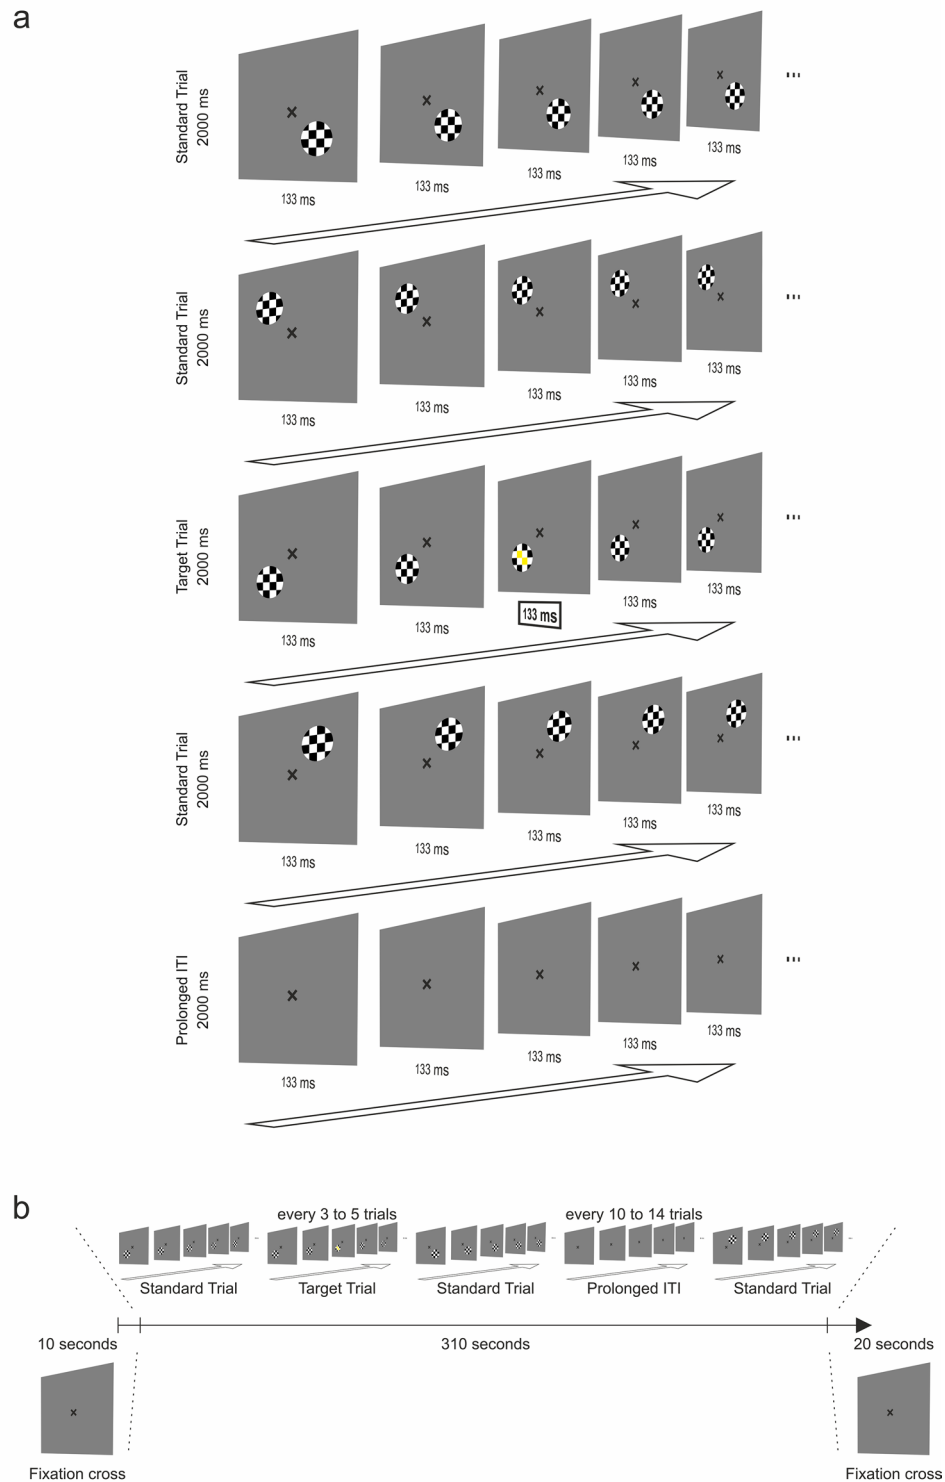 a
Standard Trial
2000 ms
133 ms
133 ms
133 ms
133 ms
133 ms
...
Standard Trial
2000 ms
133 ms
133 ms
133 ms
133 ms
133 ms
...
Target Trial
2000 ms
133 ms
133 ms
133 ms
133 ms
133 ms
...
Standard Trial
2000 ms
133 ms
133 ms
133 ms
133 ms
133 ms
...
Prolonged ITI
2000 ms
133 ms
133 ms
133 ms
133 ms
133 ms
...
b
every 3 to 5 trials
every 10 to 14 trials
Standard Trial
Target Trial
Standard Trial
Prolonged ITI
Standard Trial
10 seconds
310 seconds
20 seconds
Fixation cross
Fixation cross